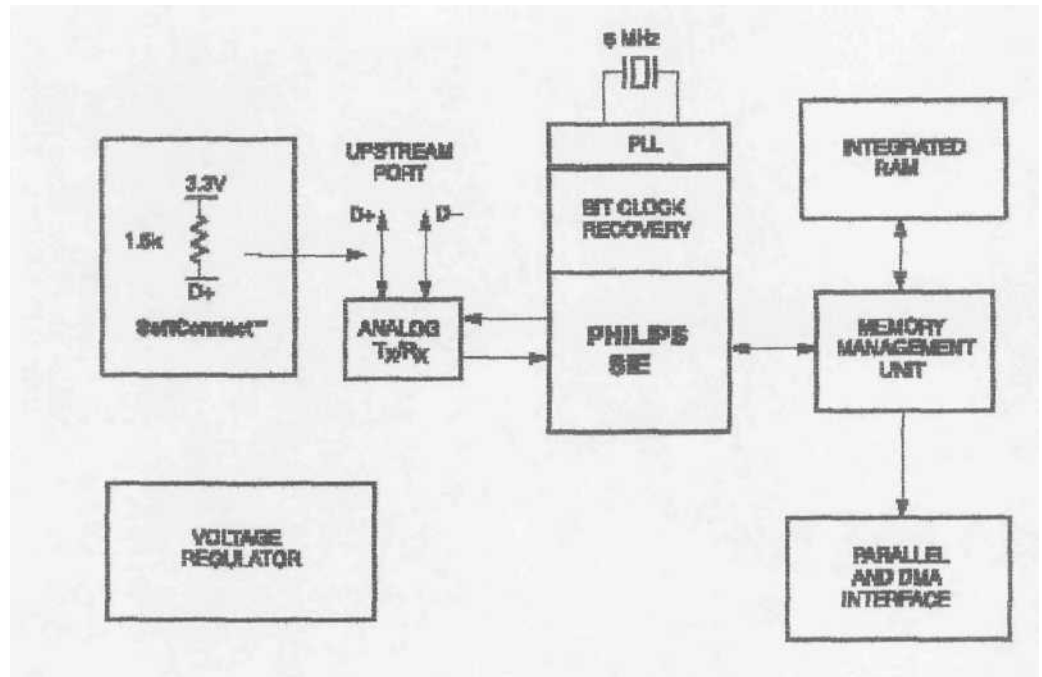 6 MHz
UPSTREAM
PORT
PLL
INTEGRATED
RAM
3.3V
D+
D–
BIT CLOCK
RECOVERY
1.5k
D+
SoftConnect™
ANALOG
TX/RX
PHILIPS
SIE
MEMORY
MANAGEMENT
UNIT
VOLTAGE
REGULATOR
PARALLEL
AND DMA
INTERFACE